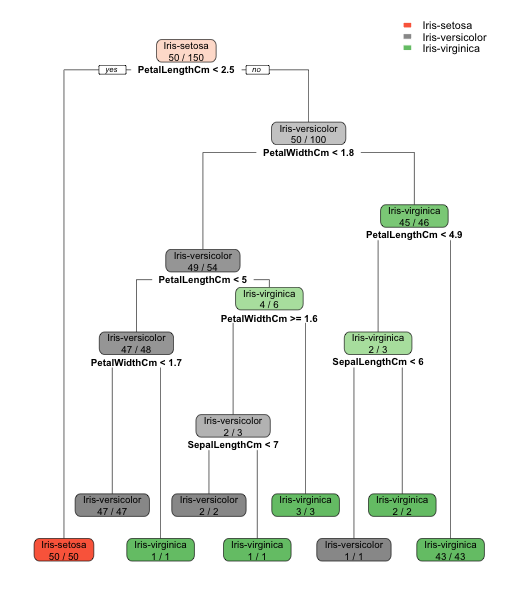 Iris-setosa
Iris-versicolor
Iris-virginica
Iris-setosa
50 / 150
yes
PetalLengthCm < 2.5
no
Iris-versicolor
50 / 100
PetalWidthCm < 1.8
Iris-virginica
45 / 46
PetalLengthCm < 4.9
Iris-versicolor
49 / 54
PetalLengthCm < 5
Iris-virginica
4 / 6
PetalWidthCm >= 1.6
Iris-versicolor
47 / 48
PetalWidthCm < 1.7
Iris-virginica
2 / 3
SepalLengthCm < 6
Iris-versicolor
2 / 3
SepalLengthCm < 7
Iris-versicolor
47 / 47
Iris-versicolor
2 / 2
Iris-virginica
3 / 3
Iris-virginica
2 / 2
Iris-setosa
50 / 50
Iris-virginica
1 / 1
Iris-virginica
1 / 1
Iris-versicolor
1 / 1
Iris-virginica
43 / 43